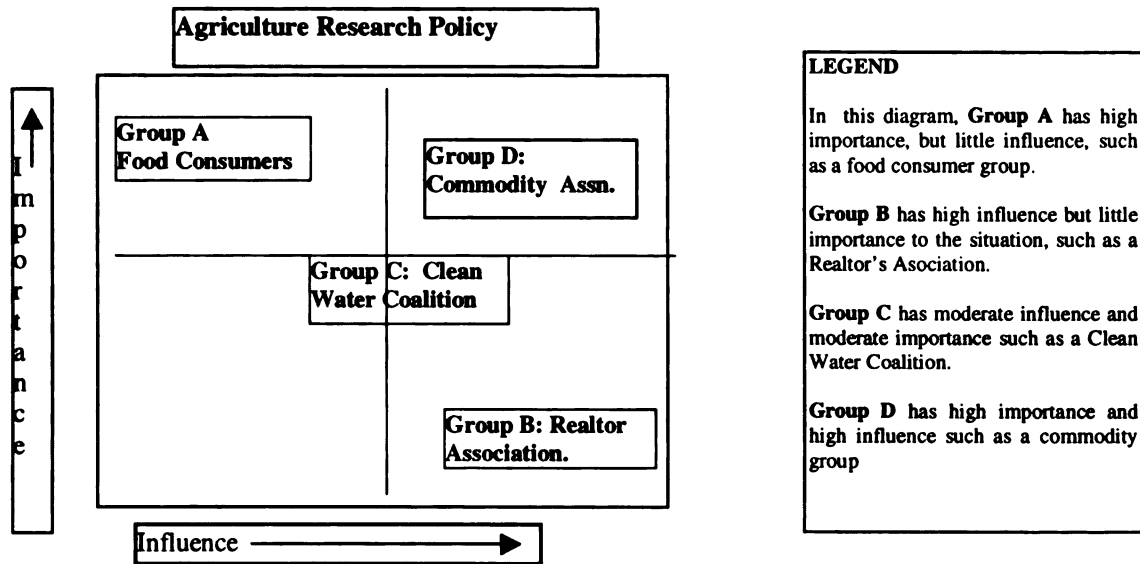 Agriculture Research Policy
Importance
Group A
Food Consumers
Group D:
Commodity Assn.
Group C: Clean
Water Coalition
Group B: Realtor
Association.
Influence
LEGEND
In this diagram, Group A has high
importance, but little influence, such
as a food consumer group.
Group B has high influence but little
importance to the situation, such as a
Realtor's Asociation.
Group C has moderate influence and
moderate importance such as a Clean
Water Coalition.
Group D has high importance and
high influence such as a commodity
group